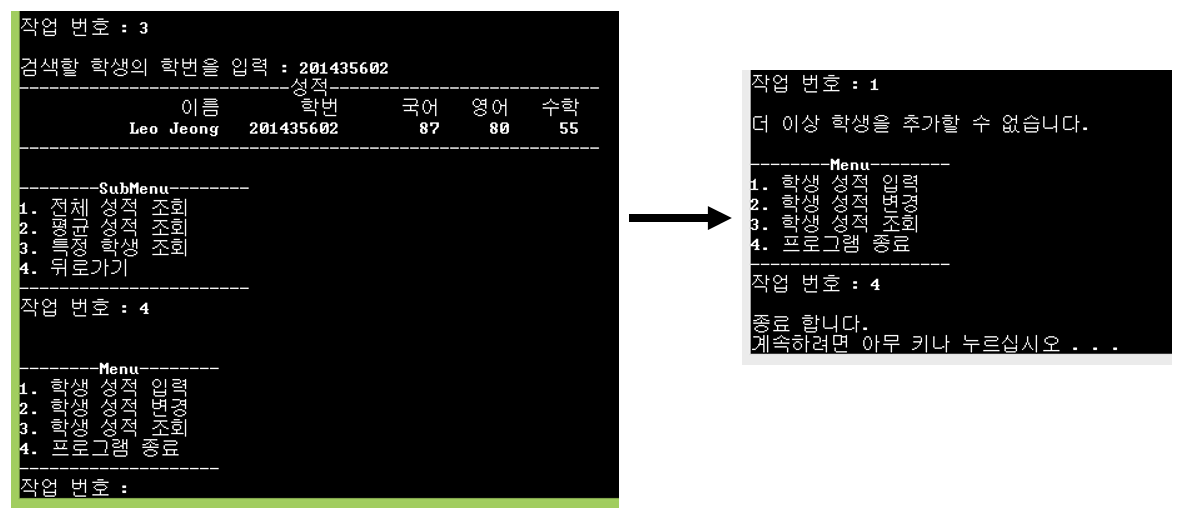 작업 번호 : 3
검색할 학생의 학번을 입력 : 201435602
---------------------------성적---------------------------
이름 학번 국어 영어 수학
Leo Jeong 201435602 87 80 55
----------------------------------------------------------
--------SubMenu--------
1. 전체 성적 조회
2. 평균 성적 조회
3. 특정 학생 조회
4. 뒤로가기
-----------------------
작업 번호 : 4
--------Menu--------
1. 학생 성적 입력
2. 학생 성적 변경
3. 학생 성적 조회
4. 프로그램 종료
--------------------
작업 번호 :
작업 번호 : 1
더 이상 학생을 추가할 수 없습니다.
--------Menu--------
1. 학생 성적 입력
2. 학생 성적 변경
3. 학생 성적 조회
4. 프로그램 종료
--------------------
작업 번호 : 4
종료 합니다.
계속하려면 아무 키나 누르십시오 . . .